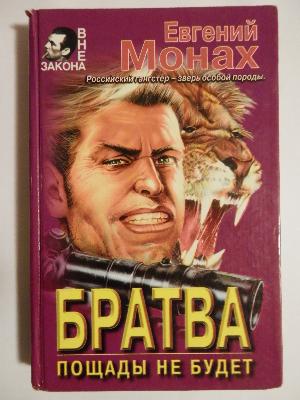 ВНЕ
ЗАКОНА
Евгений
Монах
Российский гангстер – зверь особой породы.
БРАТВА
ПОЩАДЫ НЕ БУДЕТ